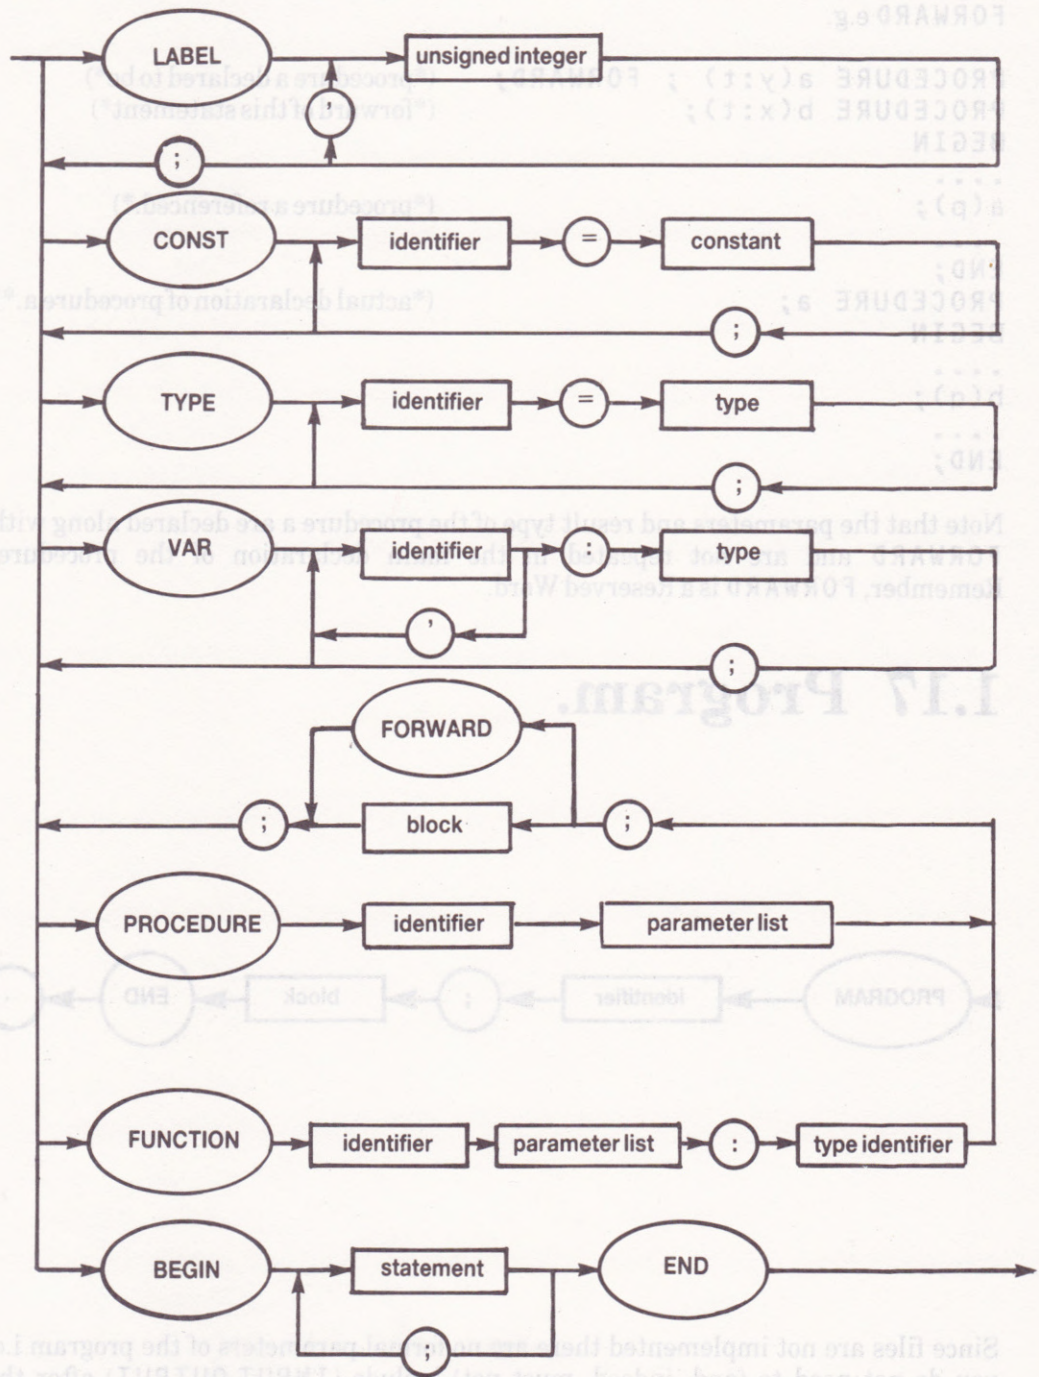 LABEL unsigned integer
,
;
CONST identifier = constant
;
TYPE identifier = type
;
VAR identifier : type
,
;
FORWARD
; block ;
PROCEDURE identifier parameter list
FUNCTION identifier parameter list : type identifier
BEGIN statement END
;